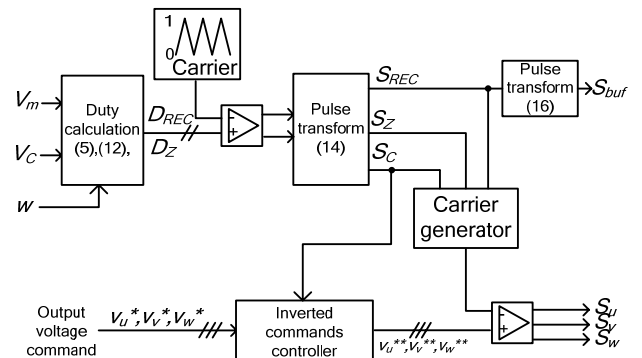 1
0
Carrier
V_m
V_C
w
Duty
calculation
(5),(12),
D_REC
D_Z
-
+
Pulse
transform
(14)
S_REC
S_Z
S_C
Pulse
transform
(16)
S_buf
Carrier
generator
Output
voltage
command
v_u*,v_v*,v_w*
Inverted
commands
controller
v_u**,v_v**,v_w**
-
+
S_u
S_v
S_w